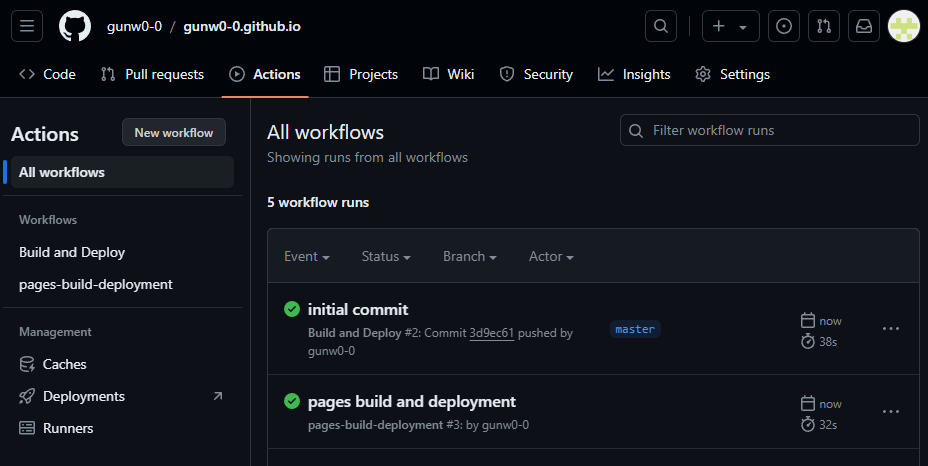 gunw0-0 / gunw0-0.github.io
Code Pull requests Actions Projects Wiki Security Insights Settings
Actions
New workflow
All workflows
Workflows
Build and Deploy
pages-build-deployment
Management
Caches
Deployments
Runners
All workflows
Showing runs from all workflows
Filter workflow runs
5 workflow runs
Event Status Branch Actor
initial commit
Build and Deploy #2: Commit 3d9ec61 pushed by
gunw0-0
master
now
38s
pages build and deployment
pages-build-deployment #3: by gunw0-0
now
32s